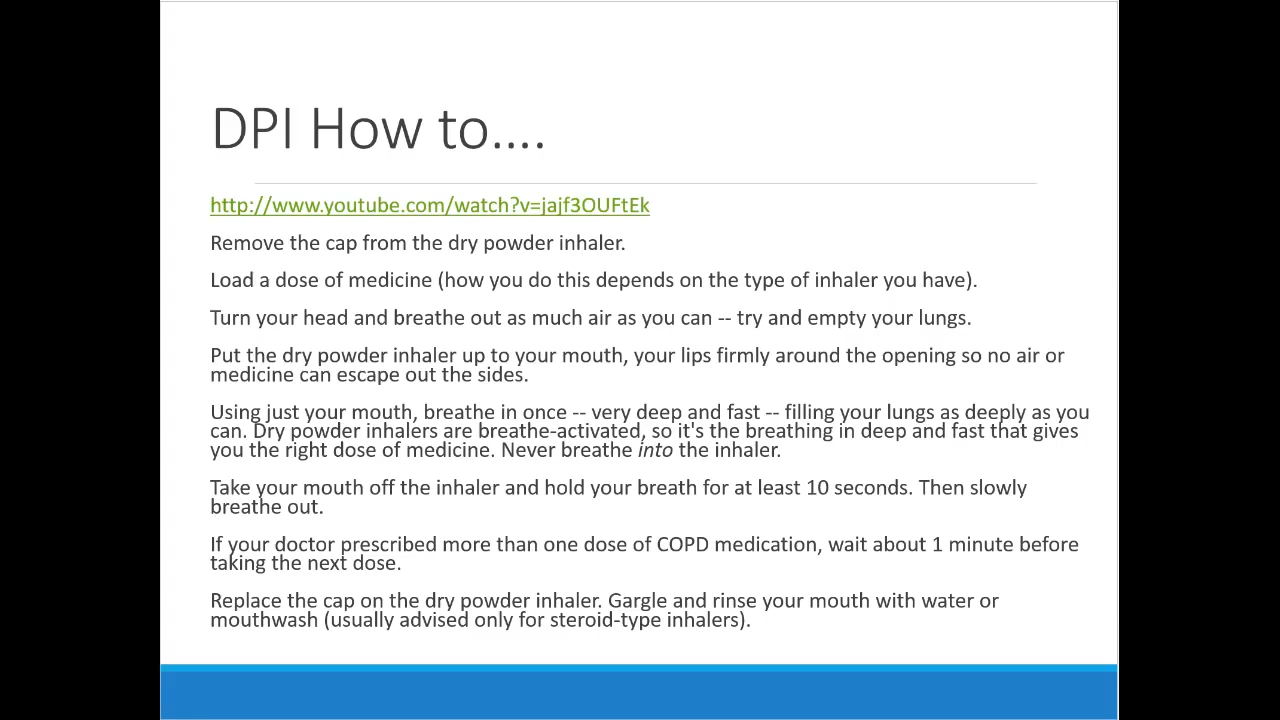 DPI How to....
http://www.youtube.com/watch?v=jajf3OUFtEk
Remove the cap from the dry powder inhaler.
Load a dose of medicine (how you do this depends on the type of inhaler you have).
Turn your head and breathe out as much air as you can -- try and empty your lungs.
Put the dry powder inhaler up to your mouth, your lips firmly around the opening so no air or
medicine can escape out the sides.
Using just your mouth, breathe in once -- very deep and fast -- filling your lungs as deeply as you
can. Dry powder inhalers are breathe-activated, so it's the breathing in deep and fast that gives
you the right dose of medicine. Never breathe into the inhaler.
Take your mouth off the inhaler and hold your breath for at least 10 seconds. Then slowly
breathe out.
If your doctor prescribed more than one dose of COPD medication, wait about 1 minute before
taking the next dose.
Replace the cap on the dry powder inhaler. Gargle and rinse your mouth with water or
mouthwash (usually advised only for steroid-type inhalers).